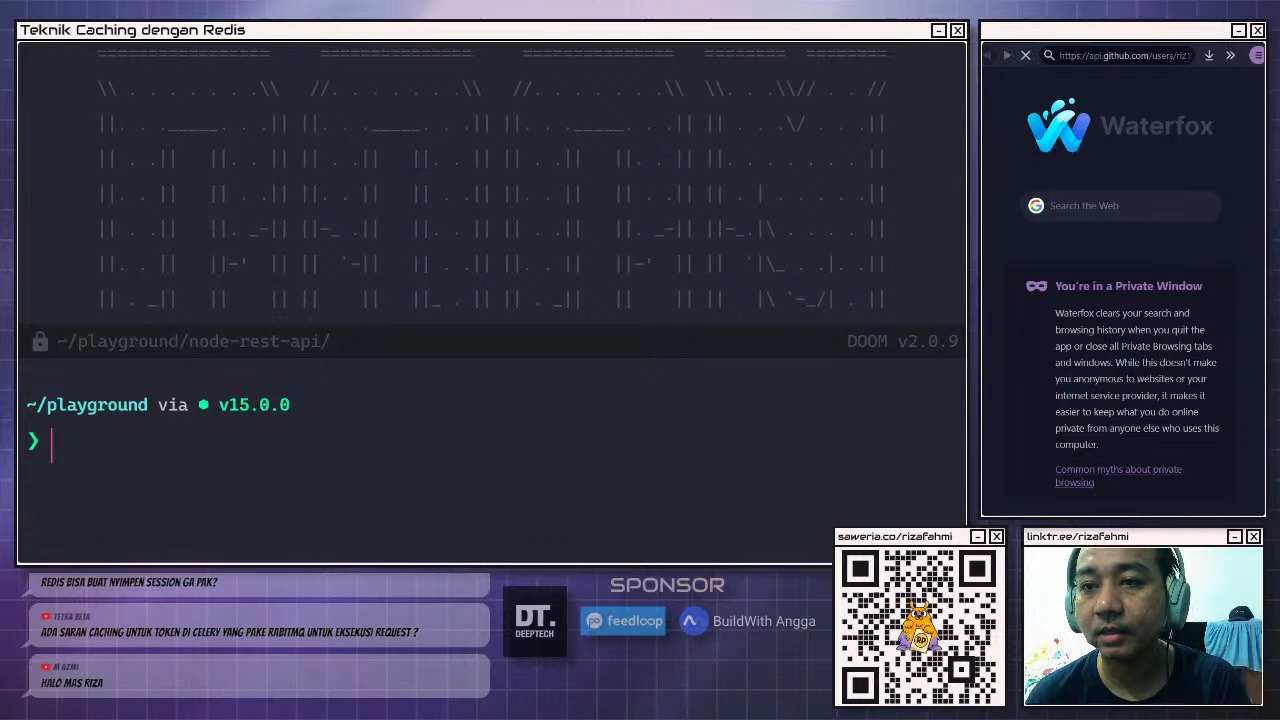 Teknik Caching dengan Redis
~/playground/node-rest-api/
DOOM v2.0.9
~/playground via ⬢ v15.0.0
❯
https://api.github.com/users/riz
Waterfox
Search the Web
You're in a Private Window
Waterfox clears your search and
browsing history when you quit the
app or close all Private Browsing tabs
and windows. While this doesn't make
you anonymous to websites or your
internet service provider, it makes it
easier to keep what you do online
private from anyone else who uses this
computer.
Common myths about private
browsing
REDIS BISA BUAT NYIMPEN SESSION GA PAK?
TETRA BETA
ADA SARAN CACHING UNTUK TOKEN DI CELERY YANG PAKE RABBITMQ UNTUK EKSEKUSI REQUEST ?
M AZMI
HALO MAS RIZA
DT.
DEEPTECH
SPONSOR
feedloop
BuildWith Angga
saweria.co/rizafahmi
RP
linktr.ee/rizafahmi